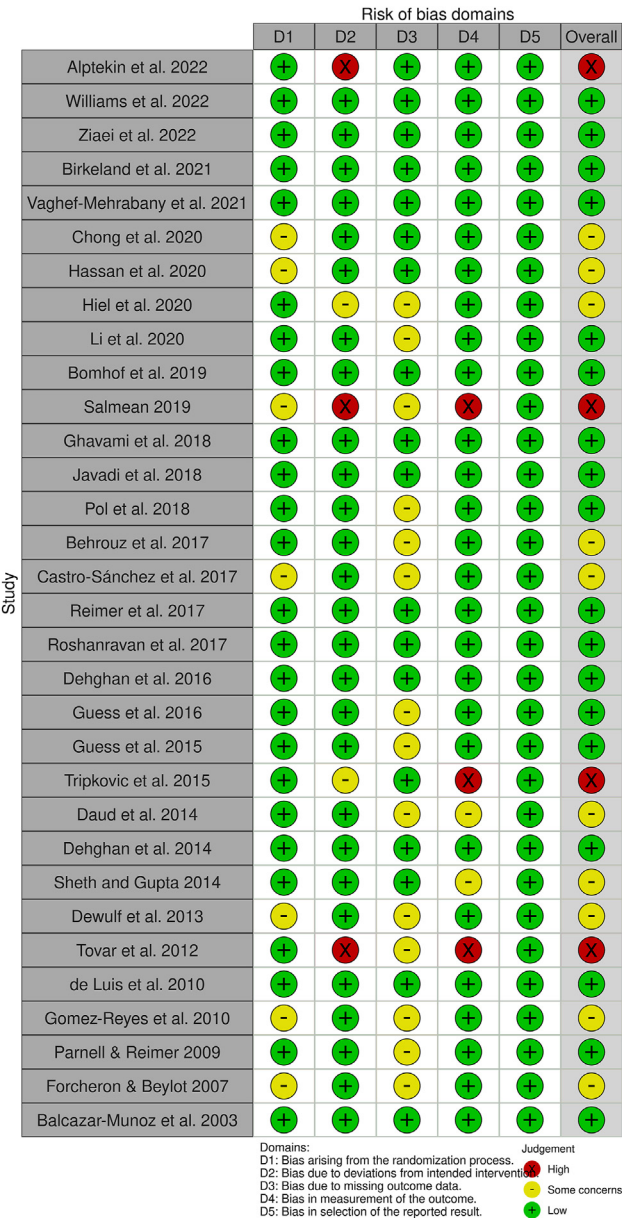 Risk of bias domains
D1 D2 D3 D4 D5 Overall
Study
Alptekin et al. 2022 + X + + + X
Williams et al. 2022 + + + + + +
Ziaei et al. 2022 + + + + + +
Birkeland et al. 2021 + + + + + +
Vaghef-Mehrabany et al. 2021 + + + + + +
Chong et al. 2020 - + + + + -
Hassan et al. 2020 - + + + + -
Hiel et al. 2020 + - - + + -
Li et al. 2020 + + - + + +
Bomhof et al. 2019 + + + + + +
Salmean 2019 - X - X + X
Ghavami et al. 2018 + + + + + +
Javadi et al. 2018 + + + + + +
Pol et al. 2018 + + - + + +
Behrouz et al. 2017 + + - + + -
Castro-Sánchez et al. 2017 - + - + + -
Reimer et al. 2017 + + + + + +
Roshanravan et al. 2017 + + + + + +
Dehghan et al. 2016 + + + + + +
Guess et al. 2016 + + - + + +
Guess et al. 2015 + + - + + +
Tripkovic et al. 2015 + - + X + X
Daud et al. 2014 + + - - + -
Dehghan et al. 2014 + + + + + +
Sheth and Gupta 2014 + + + - + -
Dewulf et al. 2013 - + - + + -
Tovar et al. 2012 + X - X + X
de Luis et al. 2010 + + + + + +
Gomez-Reyes et al. 2010 - + - + + -
Parnell & Reimer 2009 + + - + + +
Forcheron & Beylot 2007 - + - + + -
Balcazar-Munoz et al. 2003 + + + + + +
Domains:
D1: Bias arising from the randomization process.
D2: Bias due to deviations from intended intervention.
D3: Bias due to missing outcome data.
D4: Bias in measurement of the outcome.
D5: Bias in selection of the reported result.
Judgement
X High
- Some concerns
+ Low